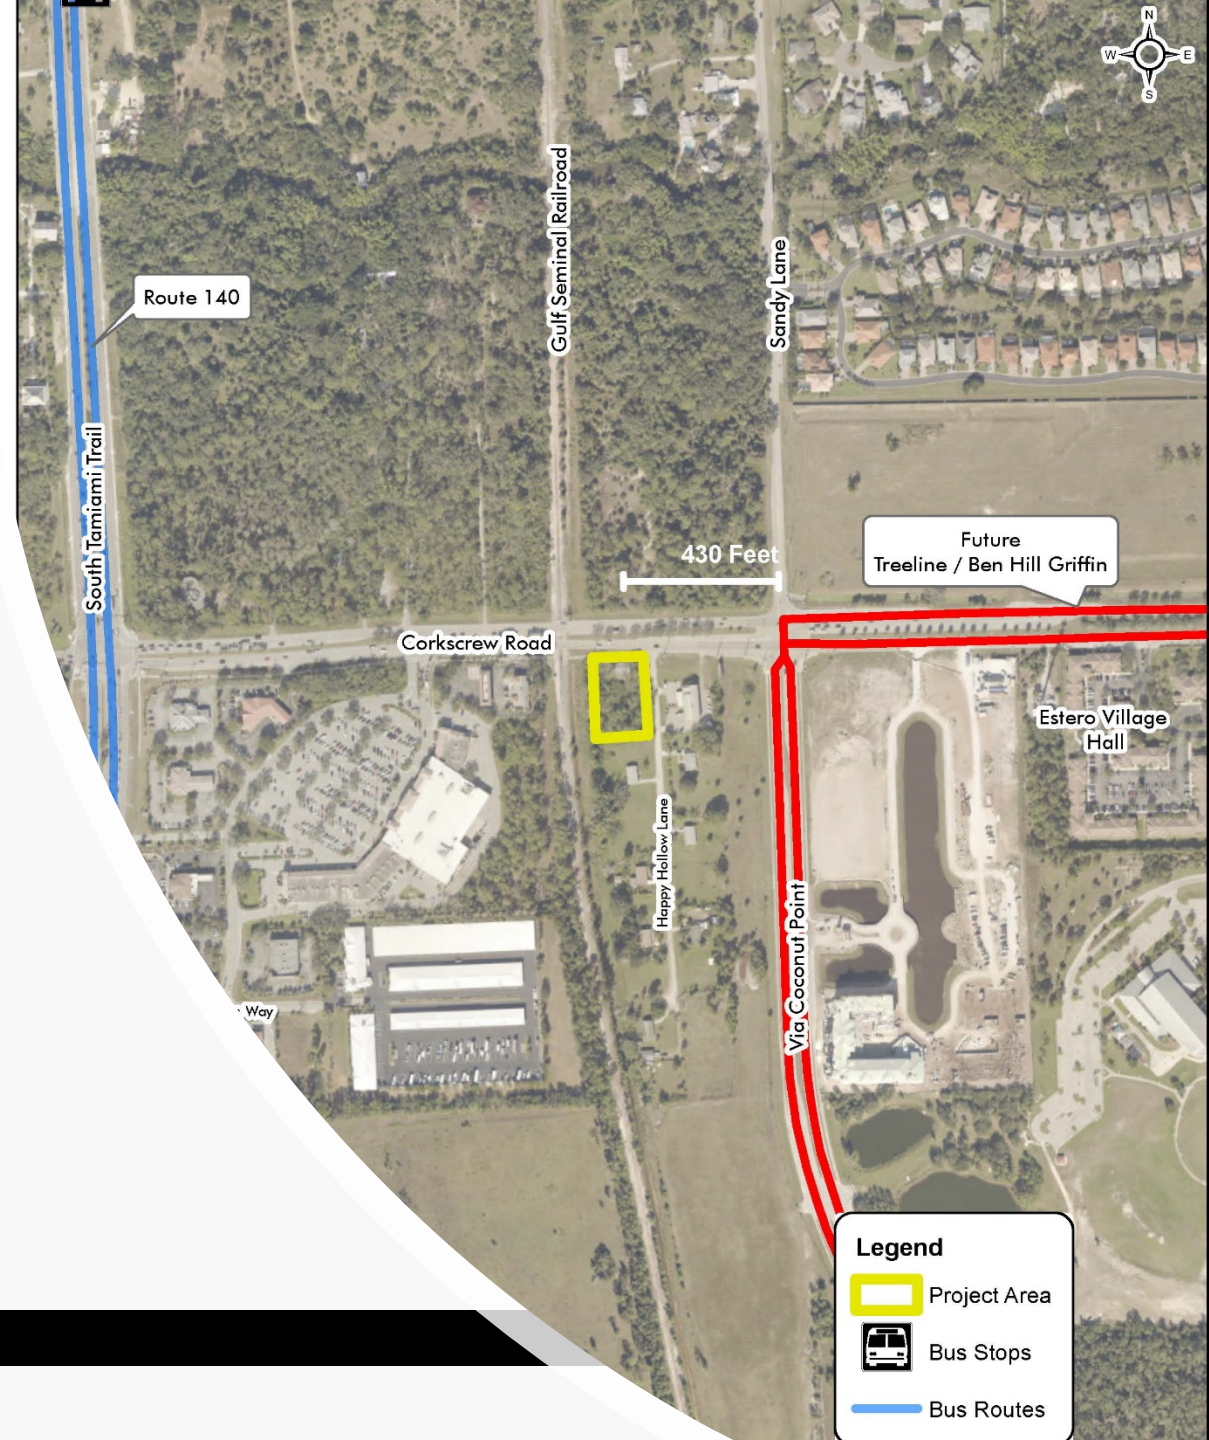 N
W
E
S
Gulf Seminal Railroad
Sandy Lane
Route 140
South Tamiami Trail
430 Feet
Future
Treeline / Ben Hill Griffin
Corkscrew Road
Estero Village
Hall
Happy Hollow Lane
Via Coconut Point
Way
Legend
Project Area
Bus Stops
Bus Routes